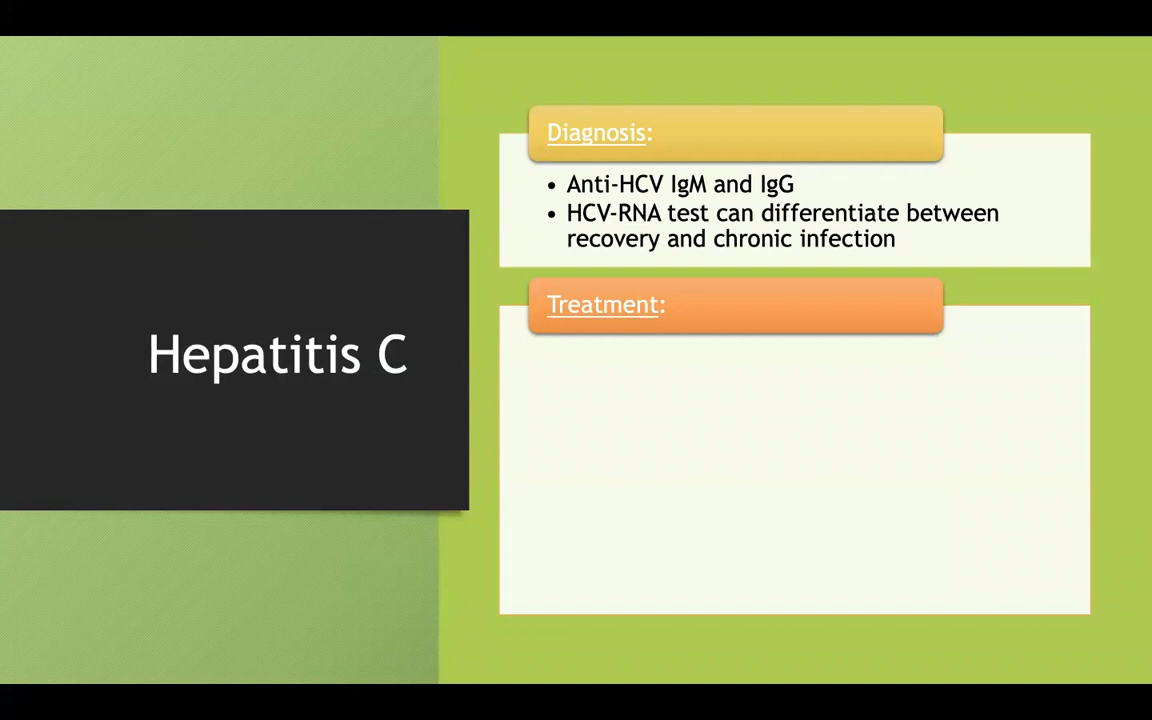 Hepatitis C
Diagnosis:
• Anti-HCV IgM and IgG
• HCV-RNA test can differentiate between
recovery and chronic infection
Treatment: